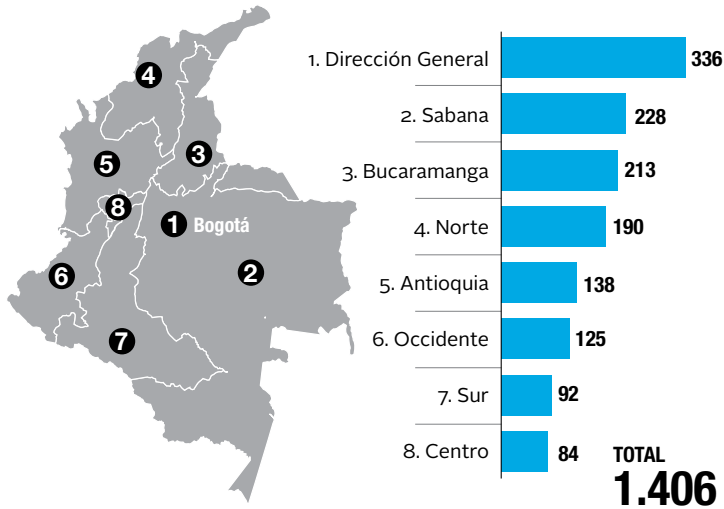 4
5
3
8
1 Bogotá
6
2
7
1. Dirección General 336
2. Sabana 228
3. Bucaramanga 213
4. Norte 190
5. Antioquia 138
6. Occidente 125
7. Sur 92
8. Centro 84
TOTAL
1.406